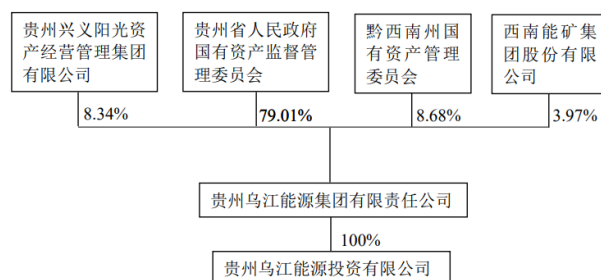 贵州兴义阳光资
产经营管理集团
有限公司
贵州省人民政府
国有资产监督管
理委员会
黔西南州国
有资产管理
委员会
西南能矿集
团股份有限
公司
8.34%
79.01%
8.68%
3.97%
贵州乌江能源集团有限责任公司
100%
贵州乌江能源投资有限公司